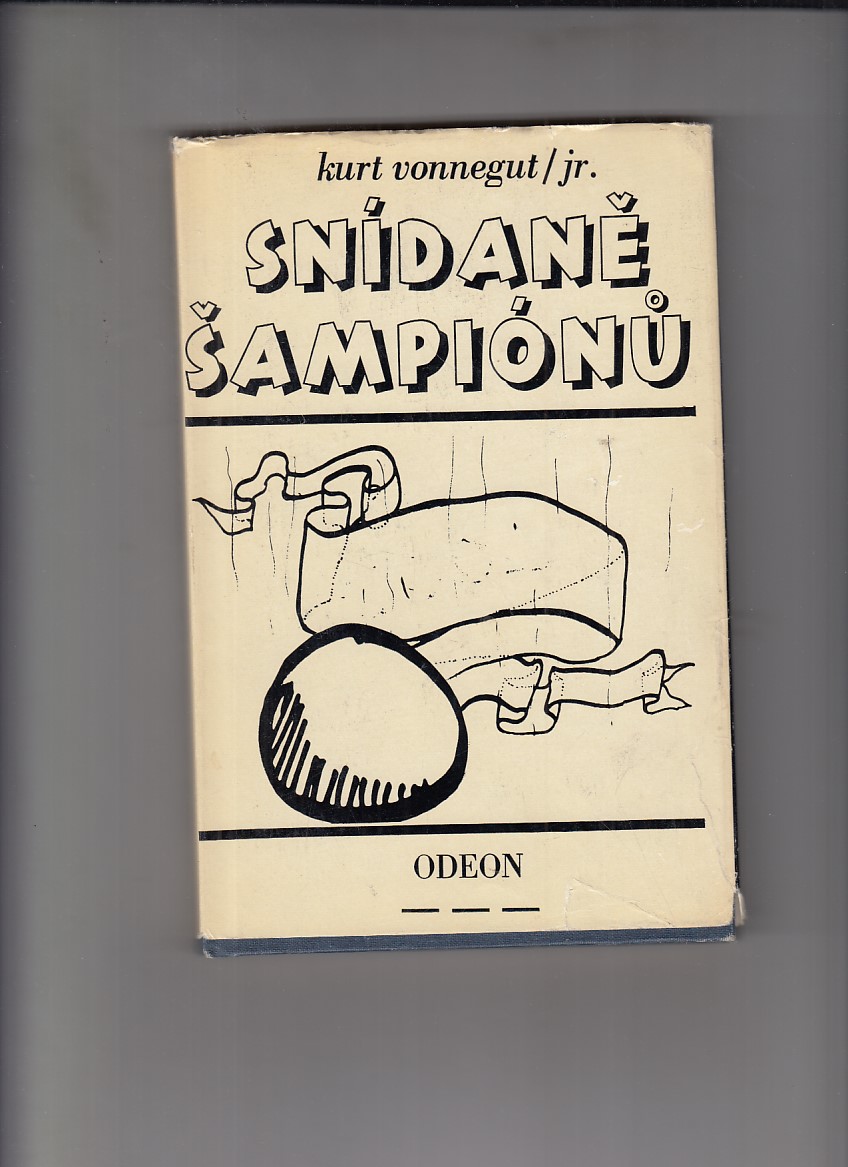 kurt vonnegut/jr.
SNÍDANĚ
ŠAMPIÓNŮ
ODEON